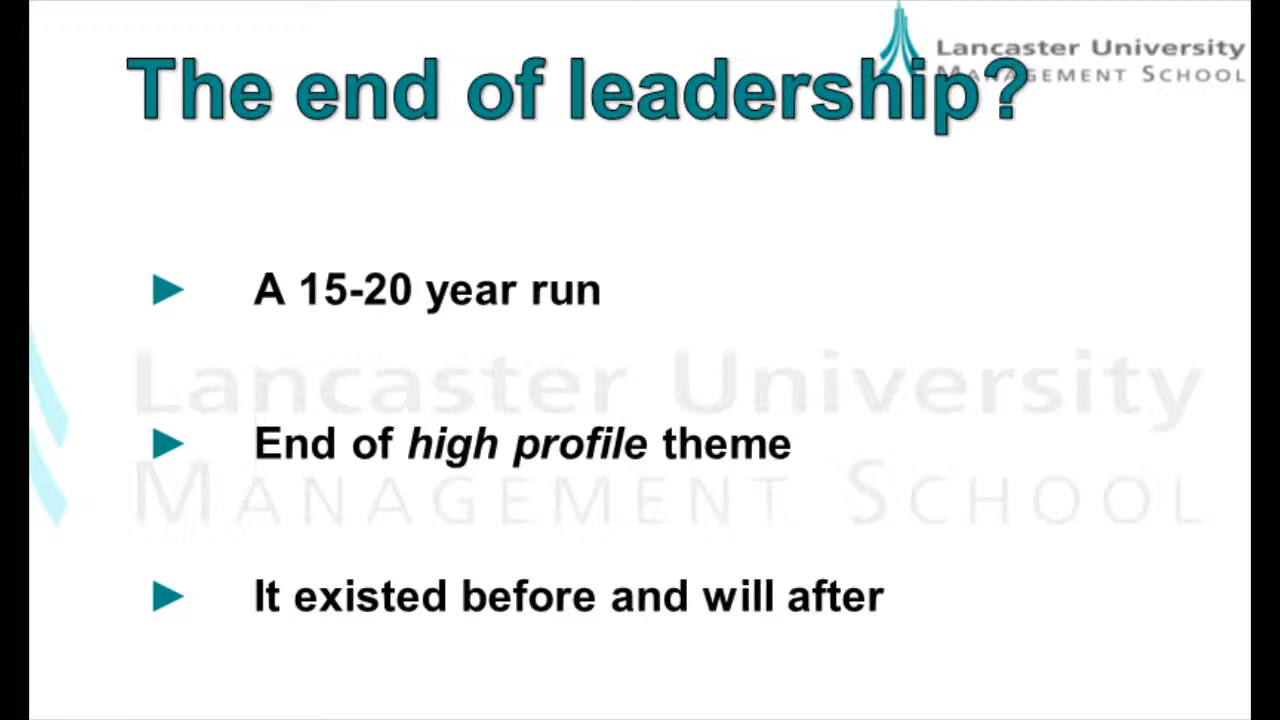 Lancaster University
MANAGEMENT SCHOOL
The end of leadership?
A 15-20 year run
Lancaster University
End of high profile theme
MANAGEMENT SCHOOL
It existed before and will after